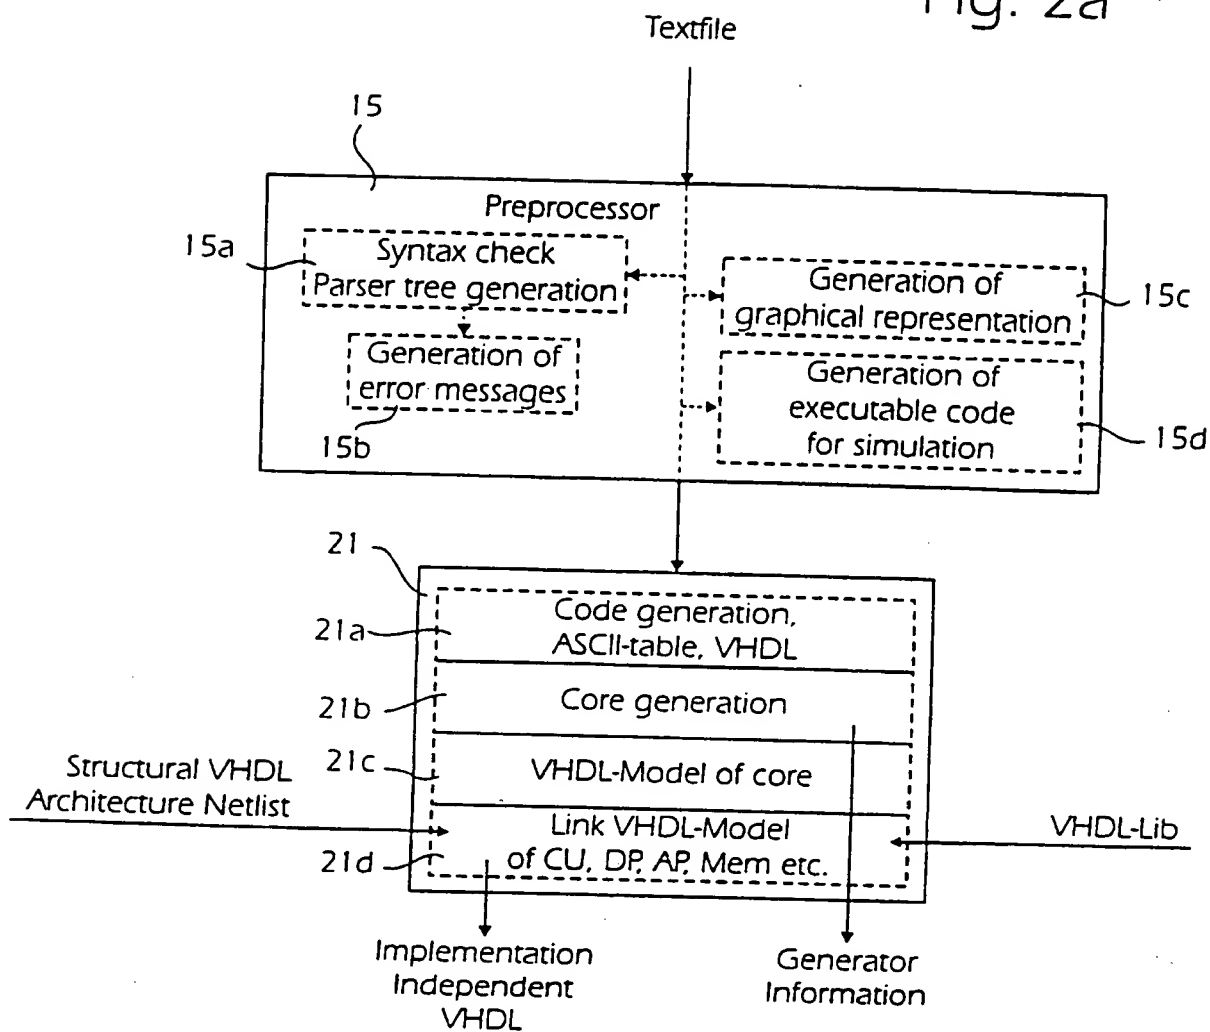 Fig. 2a
Textfile
15
Preprocessor
15a
Syntax check
Parser tree generation
Generation of
error messages
15b
Generation of
graphical representation
15c
Generation of
executable code
for simulation
15d
21
21a
Code generation,
ASCII-table, VHDL
21b
Core generation
21c
VHDL-Model of core
Structural VHDL
Architecture Netlist
21d
Link VHDL-Model
of CU, DP, AP, Mem etc.
VHDL-Lib
Implementation
Independent
VHDL
Generator
Information